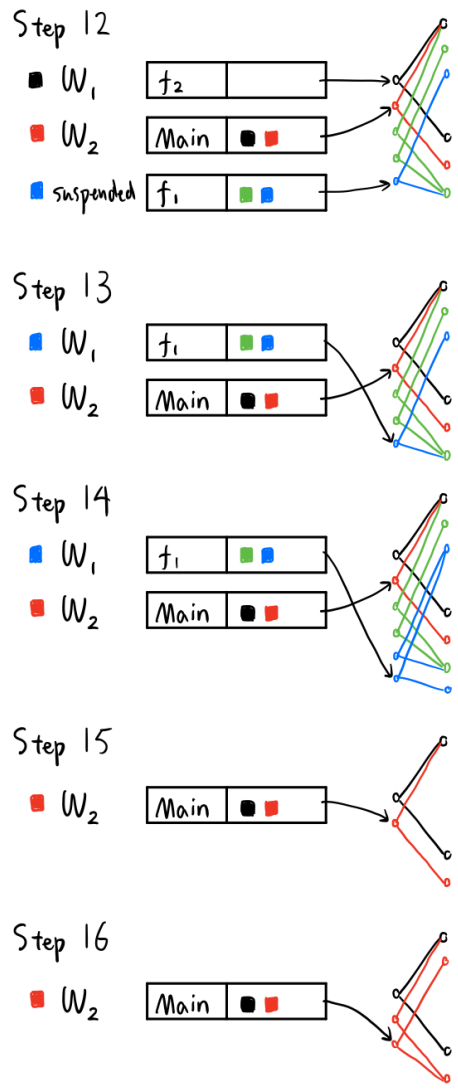 Step 12
W₁ f₂
W₂ Main
suspended f₁
Step 13
W₁ f₁
W₂ Main
Step 14
W₁ f₁
W₂ Main
Step 15
W₂ Main
Step 16
W₂ Main